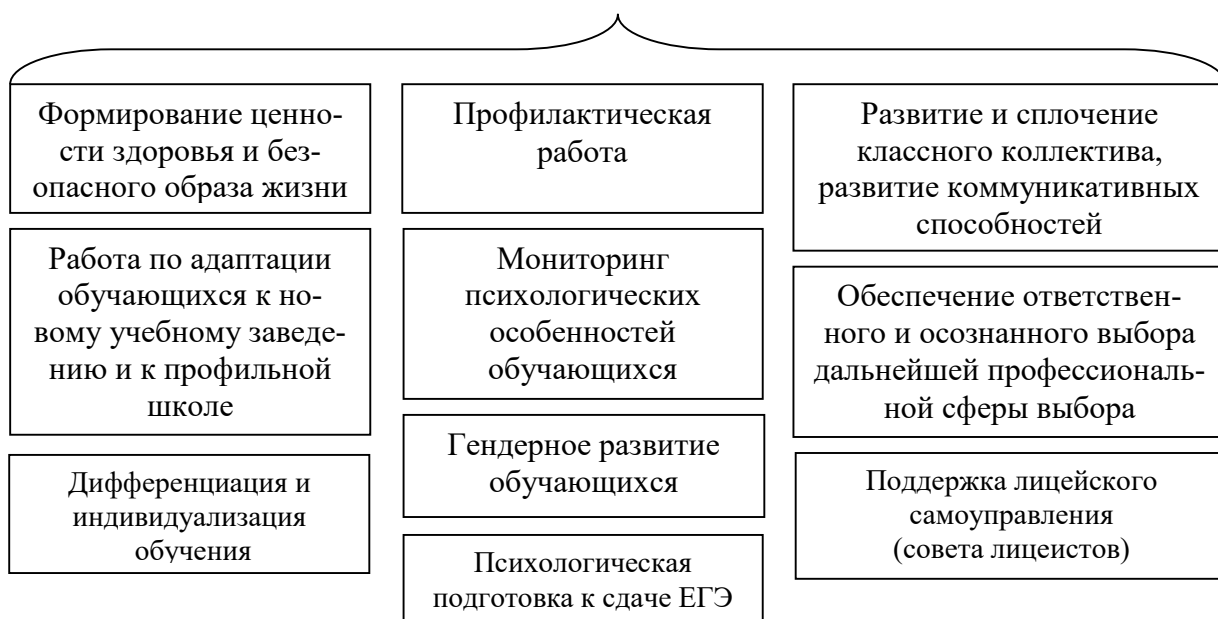 Формирование ценно-
сти здоровья и без-
опасного образа жизни
Работа по адаптации
обучающихся к но-
вому учебному заведе-
нию и к профильной
школе
Дифференциация и
индивидуализация
обучения
Профилактическая
работа
Мониторинг
психологических
особенностей
обучающихся
Гендерное развитие
обучающихся
Психологическая
подготовка к сдаче ЕГЭ
Развитие и сплочение
классного коллектива,
развитие коммуникативных
способностей
Обеспечение ответствен-
ного и осознанного выбора
дальнейшей профессиональ-
ной сферы выбора
Поддержка лицейского
самоуправления
(совета лицеистов)